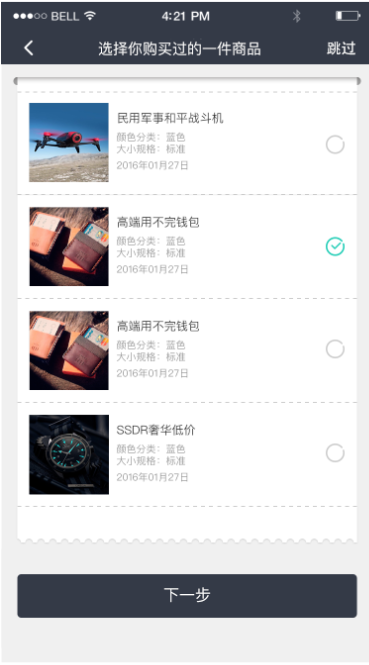 BELL 4:21 PM
选择你购买过的一件商品 跳过
民用军事和平战斗机
颜色分类：蓝色
大小规格：标准
2016年01月27日
高端用不完钱包
颜色分类：蓝色
大小规格：标准
2016年01月27日
高端用不完钱包
颜色分类：蓝色
大小规格：标准
2016年01月27日
SSDR奢华低价
颜色分类：蓝色
大小规格：标准
2016年01月27日
下一步